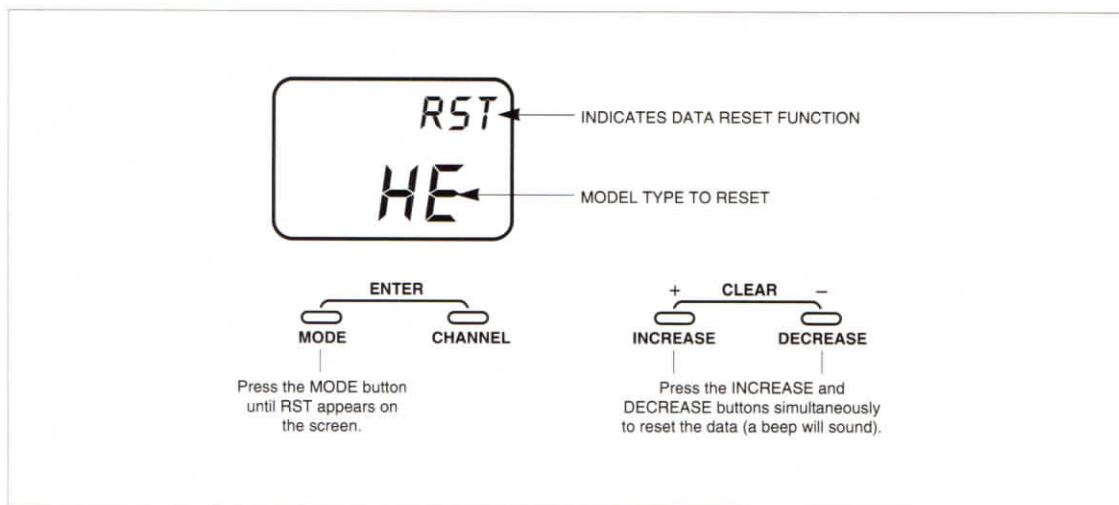 RST
INDICATES DATA RESET FUNCTION
HE
MODEL TYPE TO RESET
ENTER
MODE
CHANNEL
+ CLEAR –
INCREASE
DECREASE
Press the MODE button
until RST appears on
the screen.
Press the INCREASE and
DECREASE buttons simultaneously
to reset the data (a beep will sound).